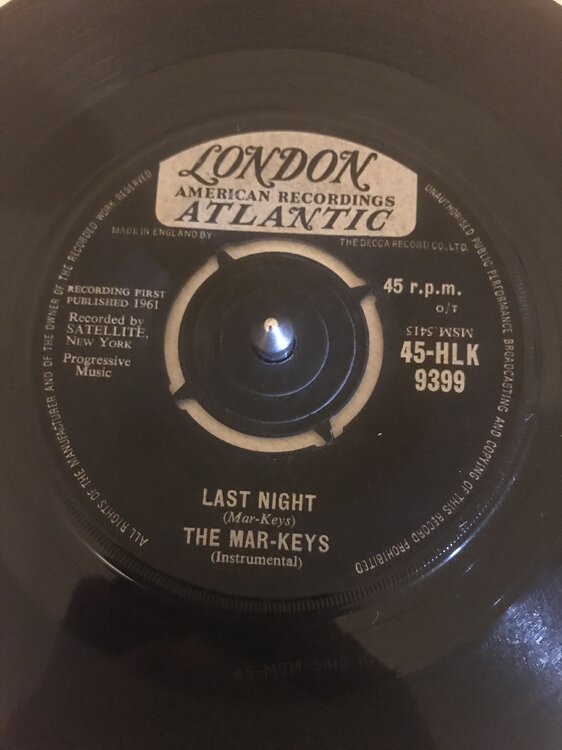 LONDON
AMERICAN RECORDINGS
ATLANTIC
MADE IN ENGLAND BY
THE DECCA RECORD CO., LTD.
ALL RIGHTS OF THE MANUFACTURER AND OF THE OWNER OF THE RECORDED WORK RESERVED
UNAUTHORISED PUBLIC PERFORMANCE BROADCASTING AND COPYING OF THIS RECORD PROHIBITED
RECORDING FIRST
PUBLISHED 1961
Recorded by
SATELLITE,
NEW YORK
Progressive
Music
45 r.p.m.
O/T
MSM.5415
45-HLK
9399
LAST NIGHT
(Mar-Keys)
THE MAR-KEYS
(Instrumental)
45-MSM-5415